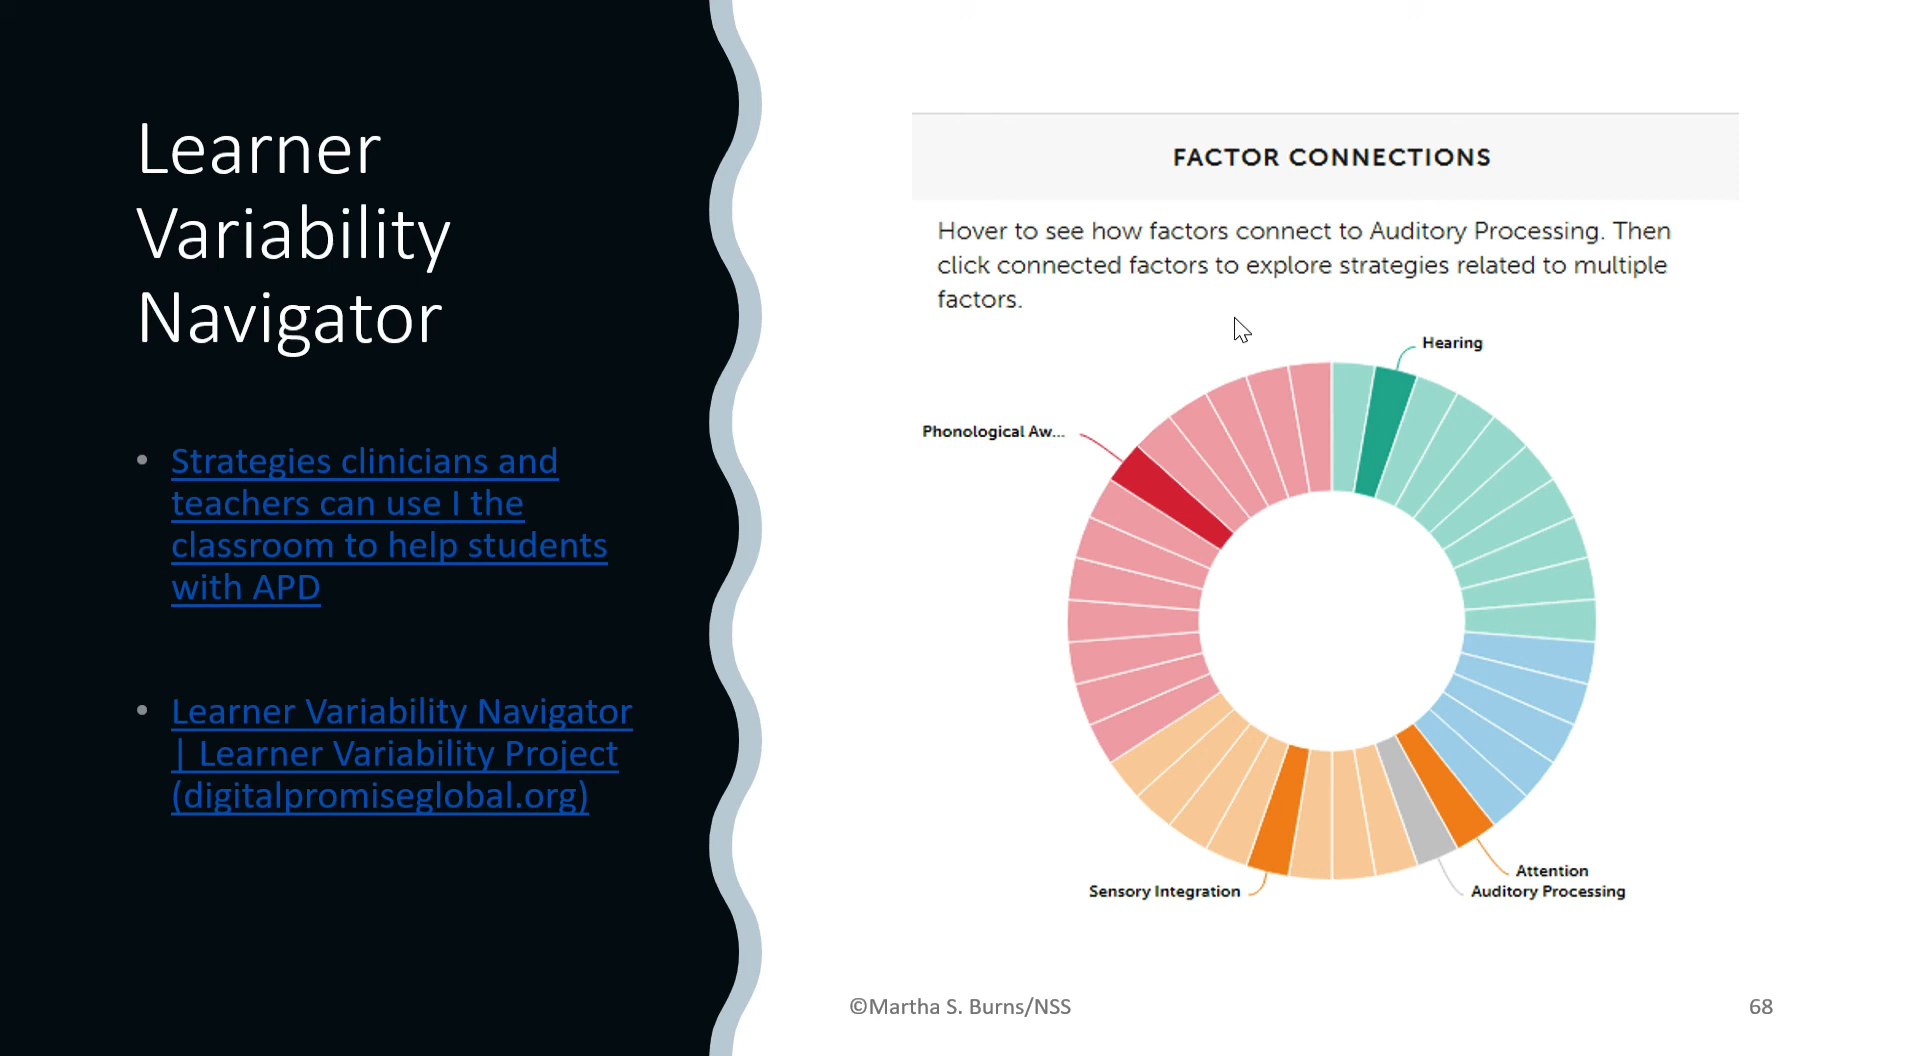 Learner
Variability
Navigator
• Strategies clinicians and
teachers can use I the
classroom to help students
with APD
• Learner Variability Navigator
| Learner Variability Project
(digitalpromiseglobal.org)
FACTOR CONNECTIONS
Hover to see how factors connect to Auditory Processing. Then
click connected factors to explore strategies related to multiple
factors.
Hearing
Phonological Aw...
Attention
Sensory Integration
Auditory Processing
©Martha S. Burns/NSS
68